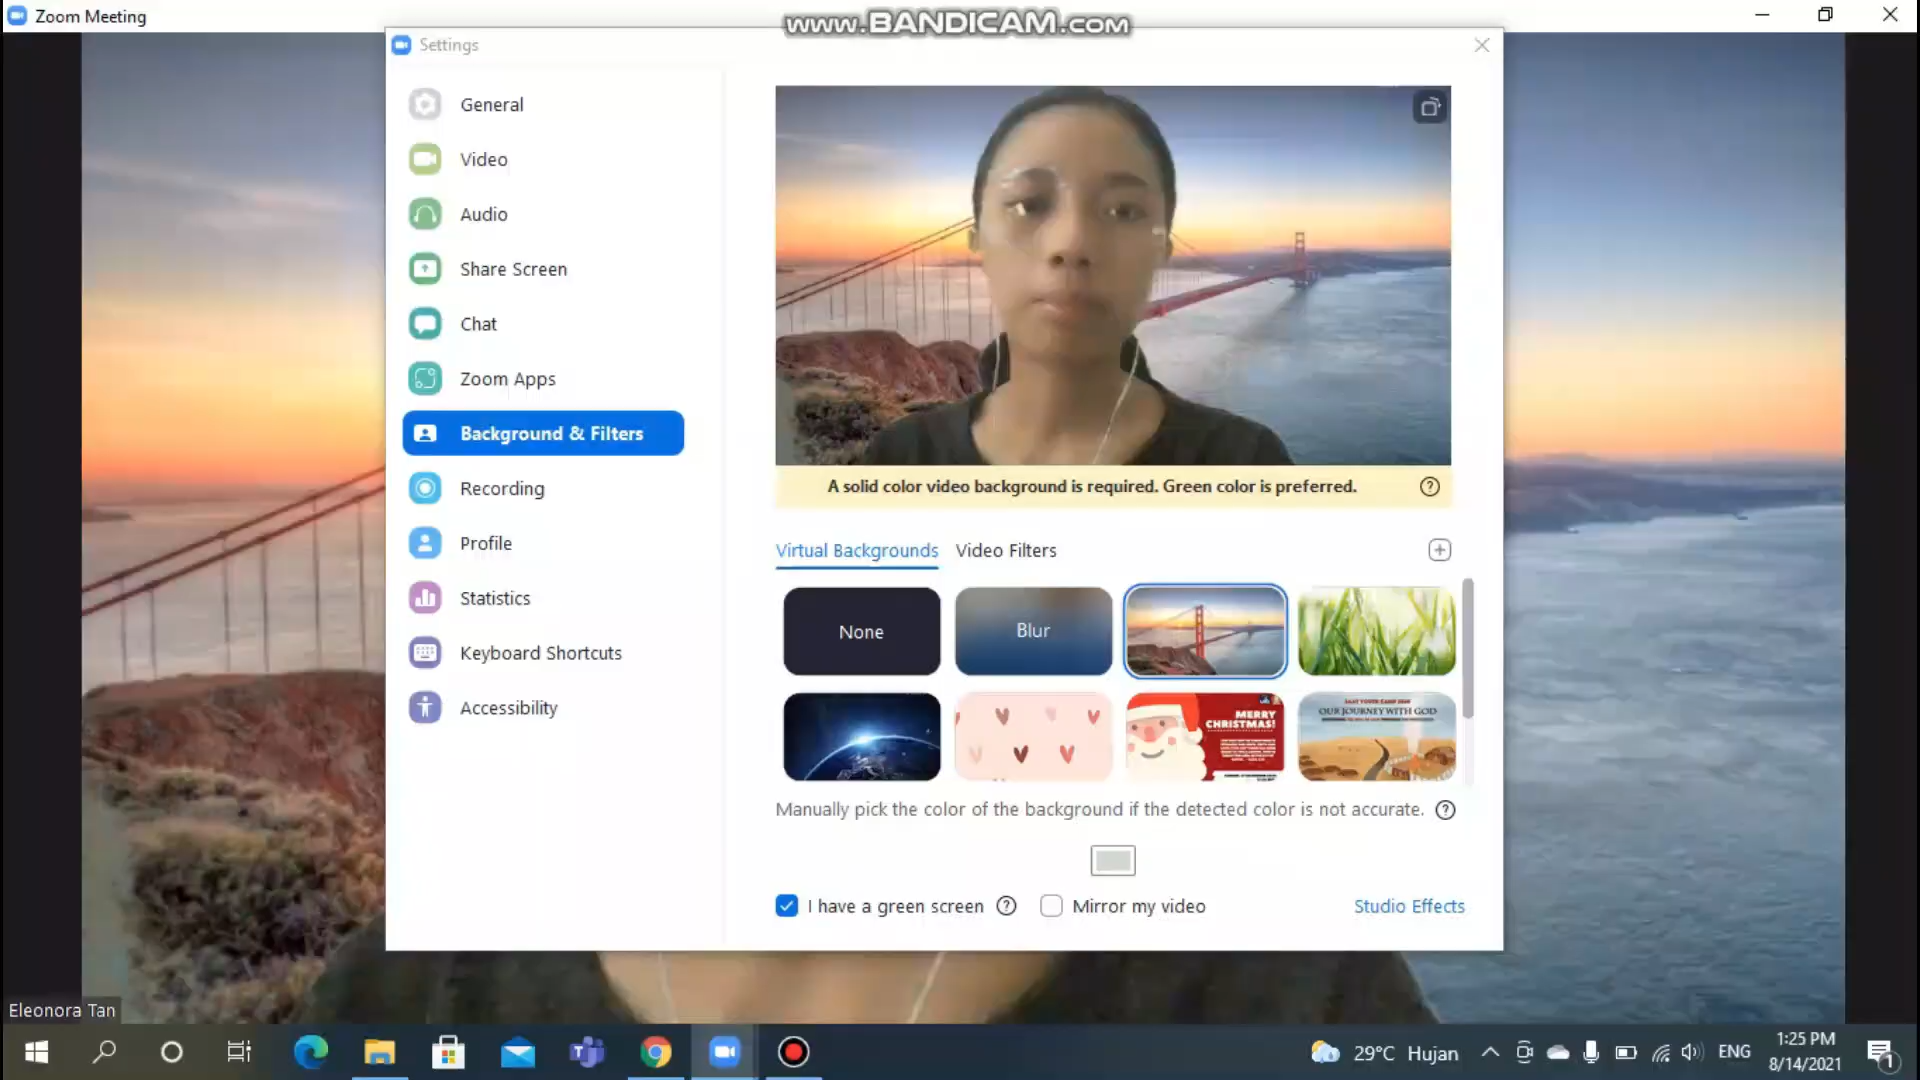 Zoom Meeting
www.BANDICAM.com
Settings
General
Video
Audio
Share Screen
Chat
Zoom Apps
Background & Filters
Recording
Profile
Statistics
Keyboard Shortcuts
Accessibility
A solid color video background is required. Green color is preferred.
Virtual Backgrounds
Video Filters
None
Blur
MERRY
CHRISTMAS!
OUR JOURNEY WITH GOD
Manually pick the color of the background if the detected color is not accurate.
I have a green screen
Mirror my video
Studio Effects
Eleonora Tan
29°C Hujan
ENG
1:25 PM
8/14/2021
1